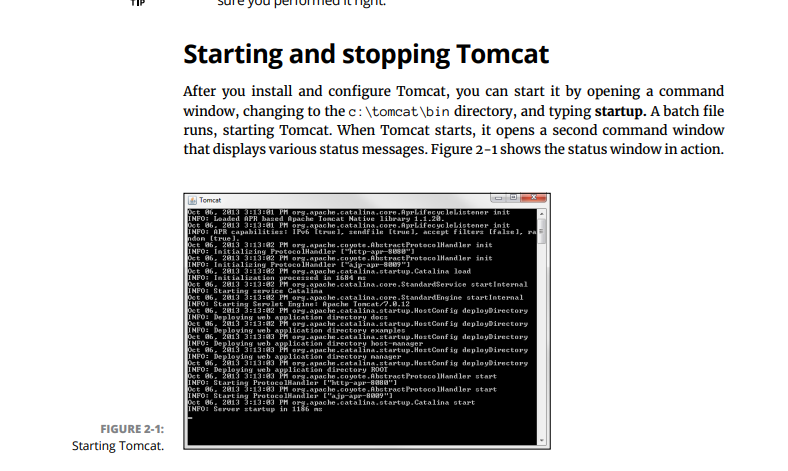 TIP
sure you performed it right.
Starting and stopping Tomcat
After you install and configure Tomcat, you can start it by opening a command
window, changing to the c:\tomcat\bin directory, and typing startup. A batch file
runs, starting Tomcat. When Tomcat starts, it opens a second command window
that displays various status messages. Figure 2-1 shows the status window in action.
Tomcat
Oct 06, 2013 3:13:01 PM org.apache.catalina.core.AprLifecycleListener init
INFO: Loaded APR based Apache Tomcat Native library 1.1.20.
Oct 06, 2013 3:13:01 PM org.apache.catalina.core.AprLifecycleListener init
INFO: APR capabilities: IPv6 [true], sendfile [true], accept filters [false], ra
ndom [true].
Oct 06, 2013 3:13:02 PM org.apache.coyote.AbstractProtocolHandler init
INFO: Initializing ProtocolHandler ["http-apr-8080"]
Oct 06, 2013 3:13:02 PM org.apache.coyote.AbstractProtocolHandler init
INFO: Initializing ProtocolHandler ["ajp-apr-8009"]
Oct 06, 2013 3:13:02 PM org.apache.catalina.startup.Catalina load
INFO: Initialization processed in 1684 ms
Oct 06, 2013 3:13:02 PM org.apache.catalina.core.StandardService startInternal
INFO: Starting service Catalina
Oct 06, 2013 3:13:02 PM org.apache.catalina.core.StandardEngine startInternal
INFO: Starting Servlet Engine: Apache Tomcat/7.0.12
Oct 06, 2013 3:13:02 PM org.apache.catalina.startup.HostConfig deployDirectory
INFO: Deploying web application directory docs
Oct 06, 2013 3:13:02 PM org.apache.catalina.startup.HostConfig deployDirectory
INFO: Deploying web application directory examples
Oct 06, 2013 3:13:03 PM org.apache.catalina.startup.HostConfig deployDirectory
INFO: Deploying web application directory host-manager
Oct 06, 2013 3:13:03 PM org.apache.catalina.startup.HostConfig deployDirectory
INFO: Deploying web application directory manager
Oct 06, 2013 3:13:03 PM org.apache.catalina.startup.HostConfig deployDirectory
INFO: Deploying web application directory ROOT
Oct 06, 2013 3:13:03 PM org.apache.coyote.AbstractProtocolHandler start
INFO: Starting ProtocolHandler ["http-apr-8080"]
Oct 06, 2013 3:13:03 PM org.apache.coyote.AbstractProtocolHandler start
INFO: Starting ProtocolHandler ["ajp-apr-8009"]
Oct 06, 2013 3:13:03 PM org.apache.catalina.startup.Catalina start
INFO: Server startup in 1186 ms
FIGURE 2-1:
Starting Tomcat.